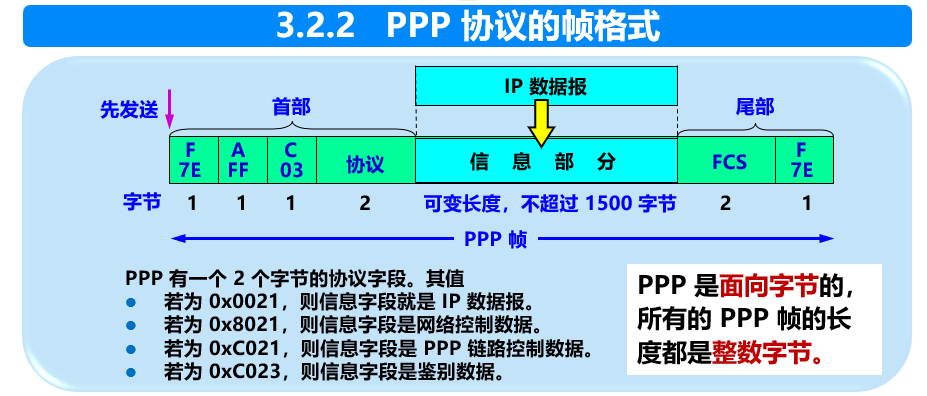 3.2.2 PPP 协议的帧格式
IP 数据报
先发送
首部
尾部
F
7E
A
FF
C
03
协议
信 息 部 分
FCS
F
7E
字节
1
1
1
2
可变长度，不超过 1500 字节
2
1
PPP 帧
PPP 有一个 2 个字节的协议字段。其值
• 若为 0x0021，则信息字段就是 IP 数据报。
• 若为 0x8021，则信息字段是网络控制数据。
• 若为 0xC021，则信息字段是 PPP 链路控制数据。
• 若为 0xC023，则信息字段是鉴别数据。
PPP 是面向字节的，
所有的 PPP 帧的长
度都是整数字节。